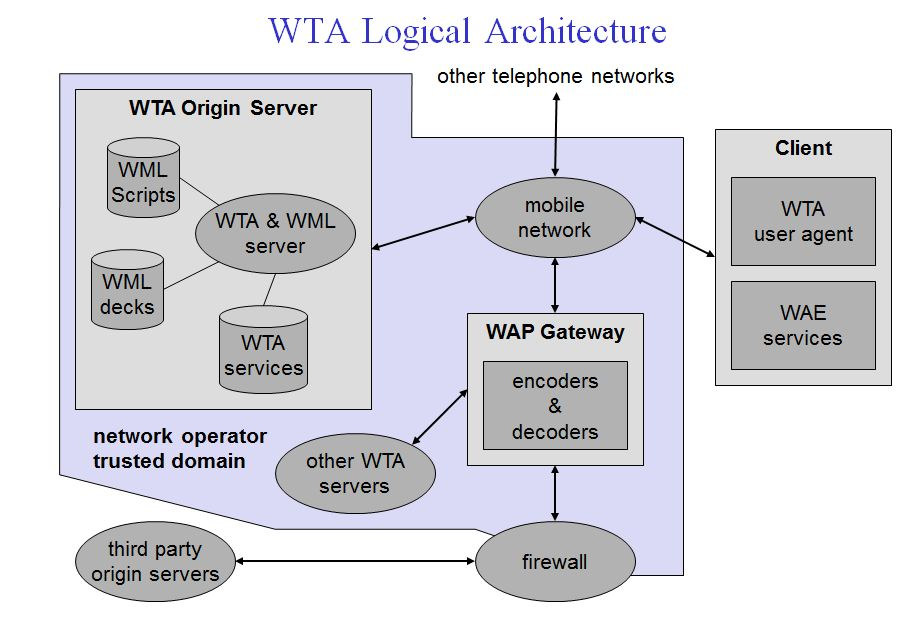 WTA Logical Architecture
other telephone networks
WTA Origin Server
WML
Scripts
WTA & WML
server
WML
decks
WTA
services
mobile
network
Client
WTA
user agent
WAE
services
WAP Gateway
encoders
&
decoders
network operator
trusted domain
other WTA
servers
third party
origin servers
firewall